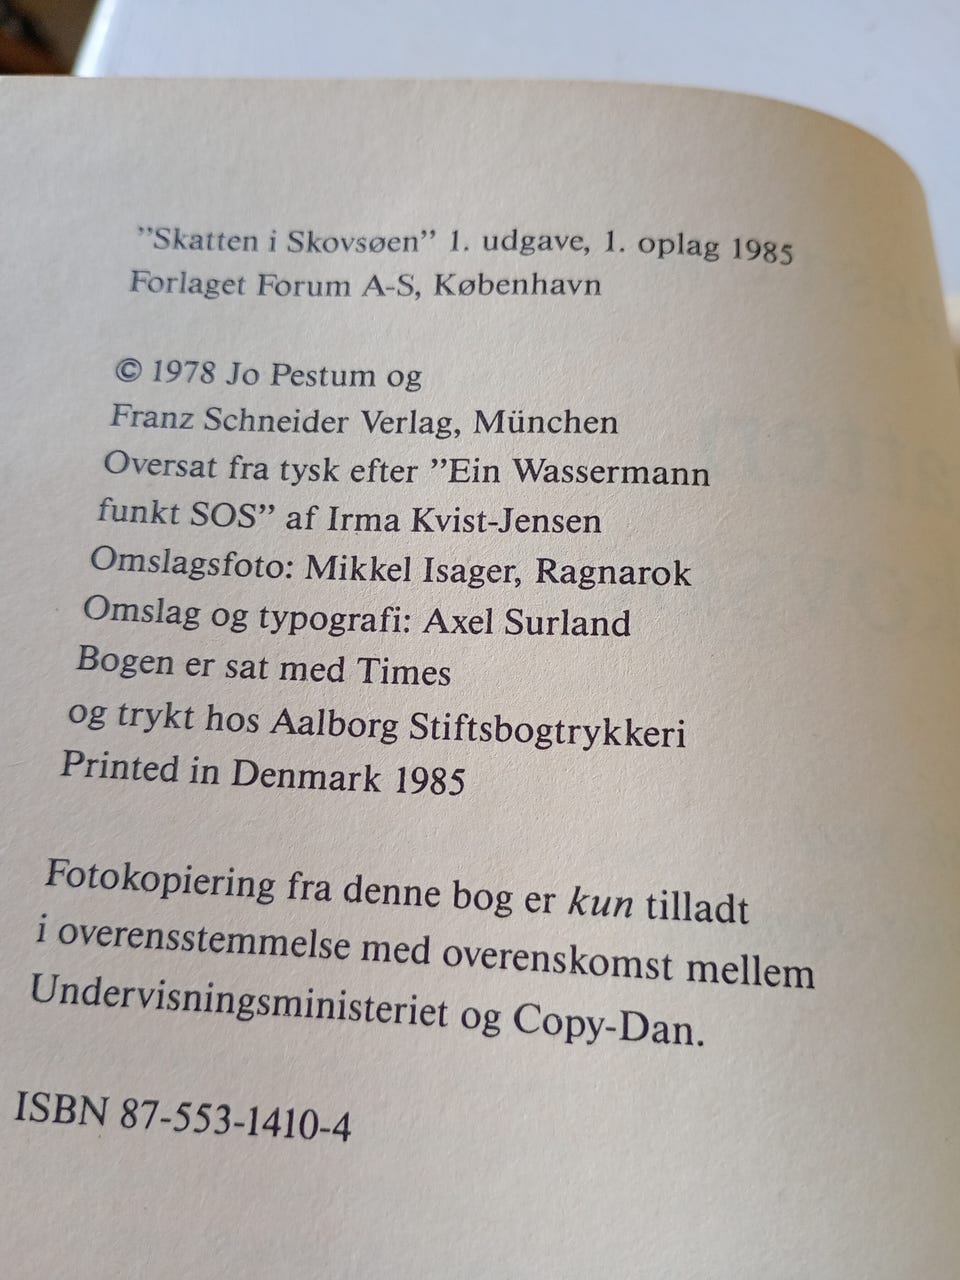 ”Skatten i Skovsøen” 1. udgave, 1. oplag 1985
Forlaget Forum A-S, København
© 1978 Jo Pestum og
Franz Schneider Verlag, München
Oversat fra tysk efter ”Ein Wassermann
funkt SOS” af Irma Kvist-Jensen
Omslagsfoto: Mikkel Isager, Ragnarok
Omslag og typografi: Axel Surland
Bogen er sat med Times
og trykt hos Aalborg Stiftsbogtrykkeri
Printed in Denmark 1985
Fotokopiering fra denne bog er kun tilladt
i overensstemmelse med overenskomst mellem
Undervisningsministeriet og Copy-Dan.
ISBN 87-553-1410-4